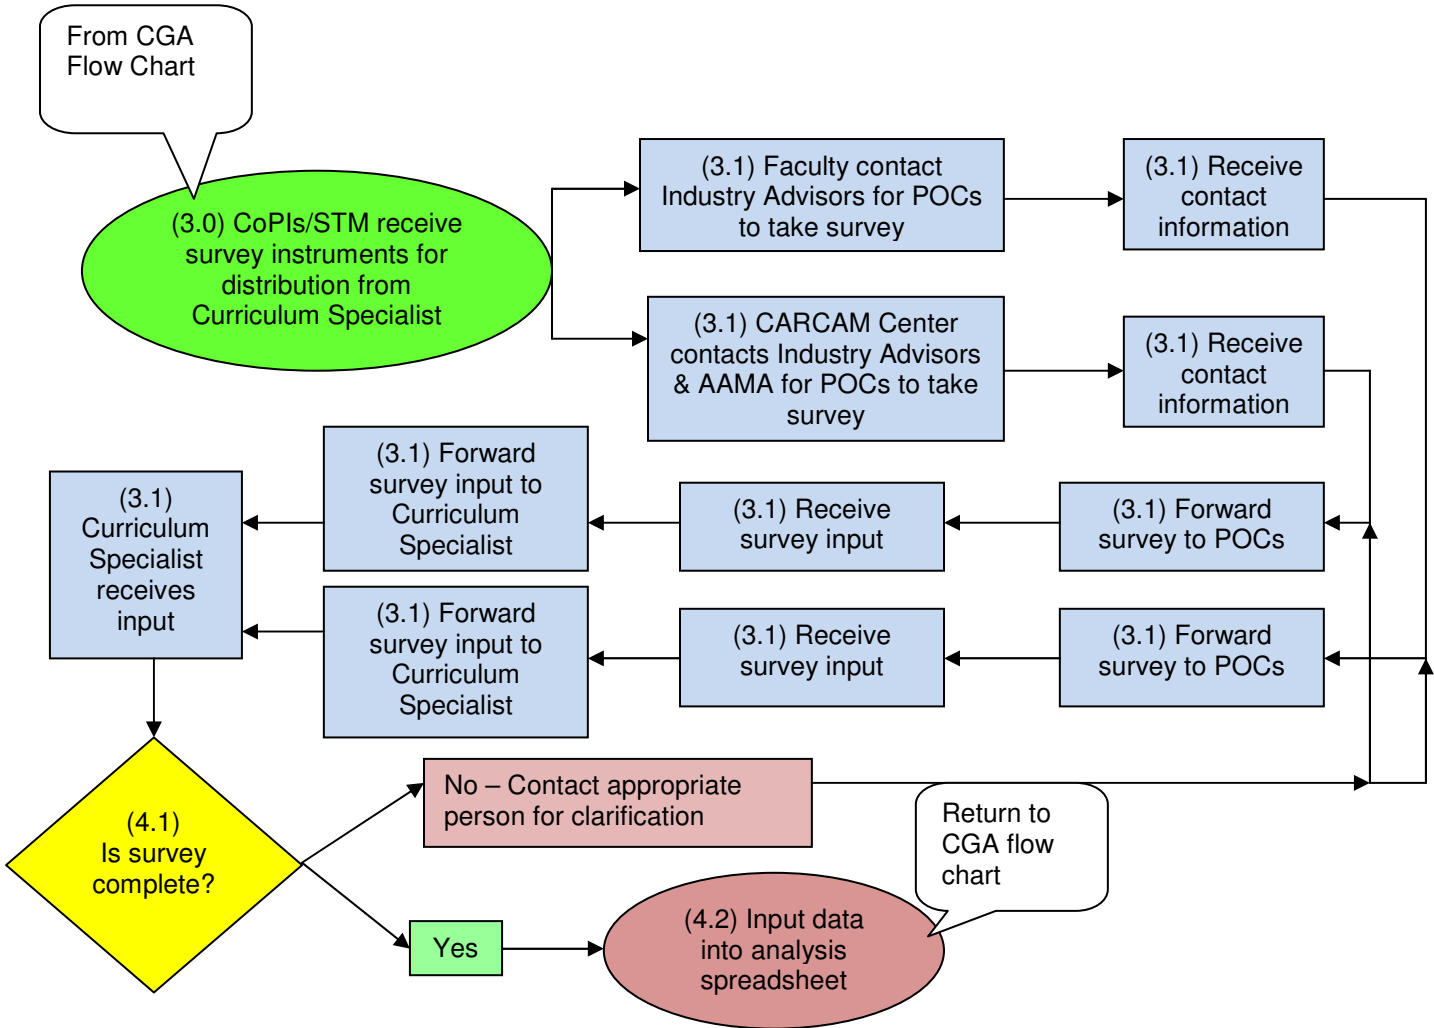 From CGA
Flow Chart
(3.0) CoPIs/STM receive
survey instruments for
distribution from
Curriculum Specialist
(3.1) Faculty contact
Industry Advisors for POCs
to take survey
(3.1) Receive
contact
information
(3.1) CARCAM Center
contacts Industry Advisors
& AAMA for POCs to take
survey
(3.1) Receive
contact
information
(3.1)
Curriculum
Specialist
receives
input
(3.1) Forward
survey input to
Curriculum
Specialist
(3.1) Receive
survey input
(3.1) Forward
survey to POCs
(3.1) Forward
survey input to
Curriculum
Specialist
(3.1) Receive
survey input
(3.1) Forward
survey to POCs
(4.1)
Is survey
complete?
No – Contact appropriate
person for clarification
Return to
CGA flow
chart
Yes
(4.2) Input data
into analysis
spreadsheet